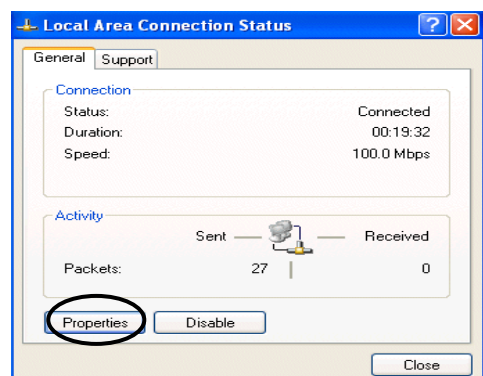 Local Area Connection Status
General Support
Connection
Status: Connected
Duration: 00:19:32
Speed: 100.0 Mbps
Activity
Sent Received
Packets: 27 0
Properties Disable
Close